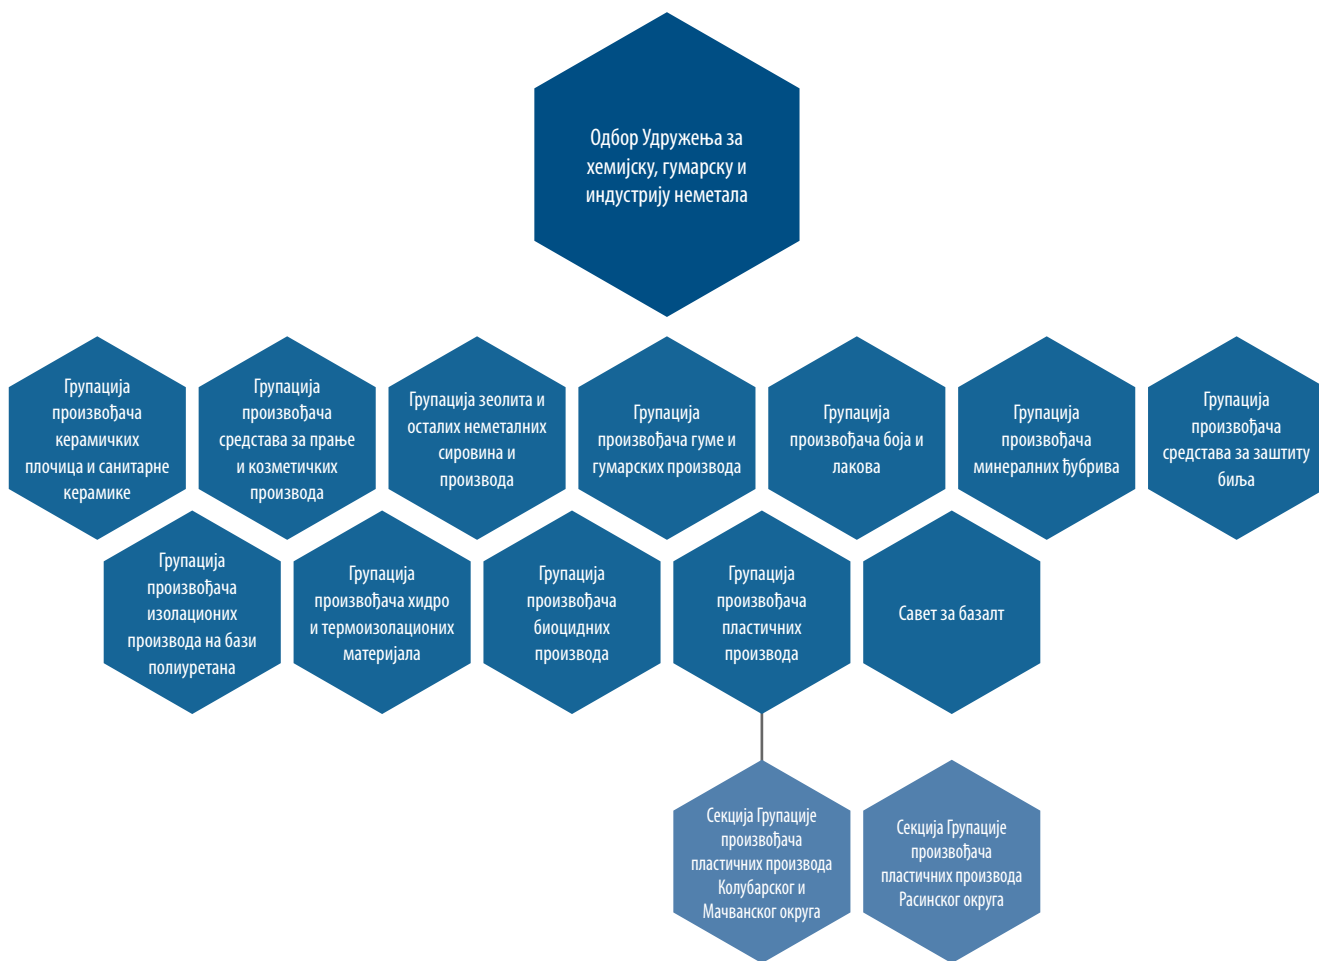 Одбор Удружења за
хемијску, гумарску и
индустрију неметала
Групација
произвођача
керамичких
плочица и санитарне
керамике
Групација
произвођача
средстава за прање
и козметичких
производа
Групација зеолита и
осталих неметалних
сировина и
производа
Групација
произвођача гуме и
гумарских производа
Групација
произвођача боја и
лакова
Групација
произвођача
минералних ђубрива
Групација
произвођача
средстава за заштиту
биља
Групација
произвођача
изолационих
производа на бази
полиуретана
Групација
произвођача хидро
и термоизолационих
материјала
Групација
произвођача
биоцидних
производа
Групација
произвођача
пластичних
производа
Савет за базалт
Секција Групације
произвођача
пластичних производа
Колубарског и
Мачванског округа
Секција Групације
произвођача
пластичних производа
Расинског округа